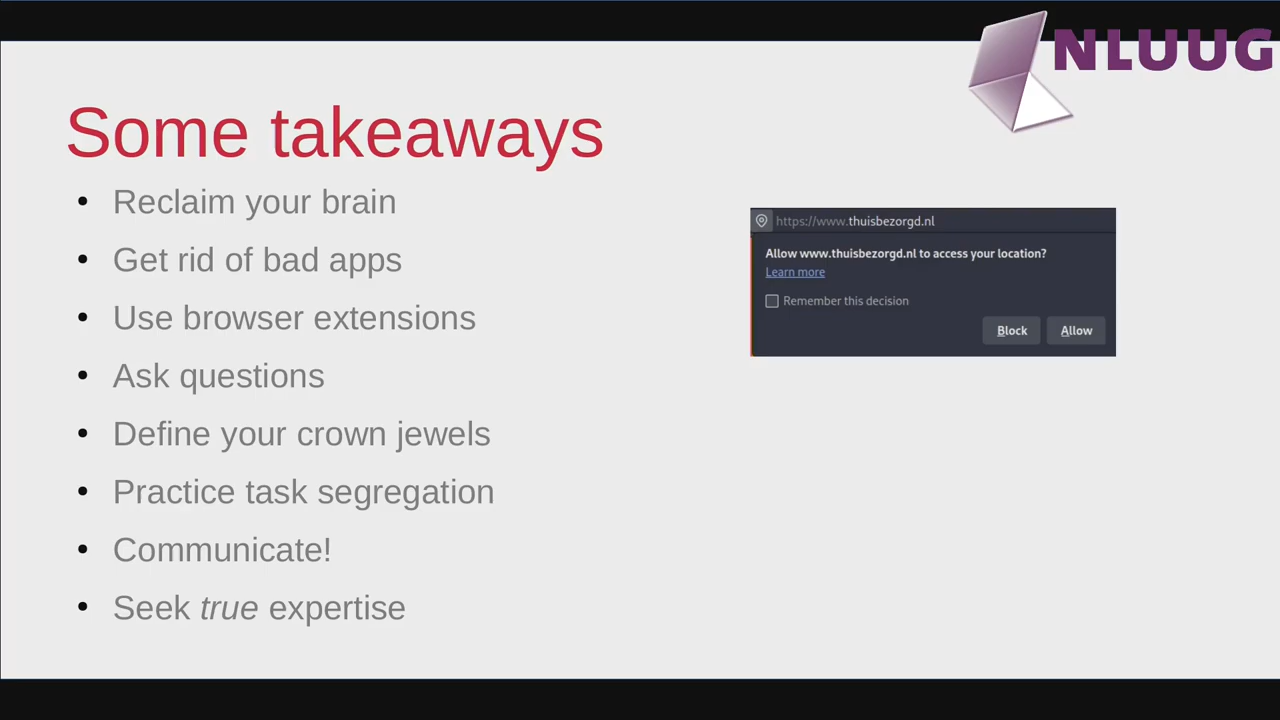 NLUUG
Some takeaways
• Reclaim your brain
• Get rid of bad apps
• Use browser extensions
• Ask questions
• Define your crown jewels
• Practice task segregation
• Communicate!
• Seek true expertise
https://www.thuisbezorgd.nl
Allow www.thuisbezorgd.nl to access your location?
Learn more
Remember this decision
Block Allow